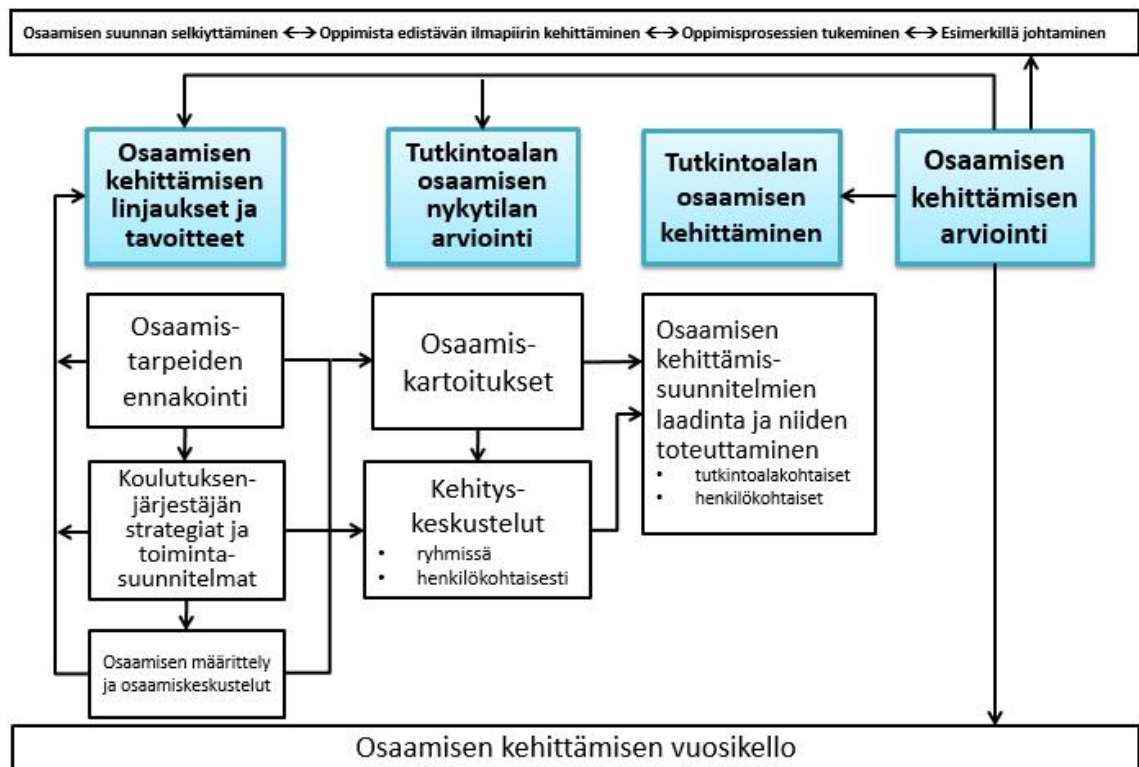 Osaamisen suunnan selkiyttäminen ↔ Oppimista edistävän ilmapiirin kehittäminen ↔ Oppimisprosessien tukeminen ↔ Esimerkillä johtaminen
Osaamisen
kehittämisen
linjaukset ja
tavoitteet
Tutkintoalan
osaamisen
nykytilan
arviointi
Tutkintoalan
osaamisen
kehittäminen
Osaamisen
kehittämisen
arviointi
Osaamis-
tarpeiden
ennakointi
Osaamis-
kartoitukset
Osaamisen
kehittämis-
suunnitelmien
laadinta ja niiden
toteuttaminen
• tutkintoalakohtaiset
• henkilökohtaiset
Koulutuksen-
järjestäjän
strategiat ja
toiminta-
suunnitelmat
Kehitys-
keskustelut
• ryhmissä
• henkilökohtaisesti
Osaamisen määrittely
ja osaamiskeskustelut
Osaamisen kehittämisen vuosikello